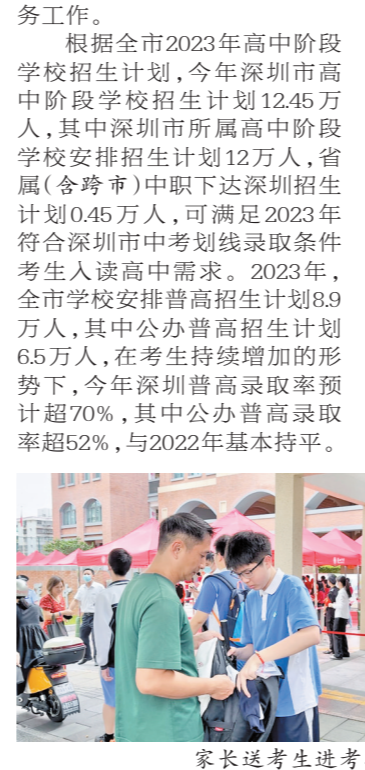 务工作。
根据全市2023年高中阶段
学校招生计划,今年深圳市高
中阶段学校招生计划12.45万
人,其中深圳市所属高中阶段
学校安排招生计划12万人,省
属(含跨市)中职下达深圳招生
计划0.45万人,可满足2023年
符合深圳市中考划线录取条件
考生入读高中需求。2023年,
全市学校安排普高招生计划8.9
万人,其中公办普高招生计划
6.5万人,在考生持续增加的形
势下,今年深圳普高录取率预
计超70%,其中公办普高录取
率超52%,与2022年基本持平。
家长送考生进考